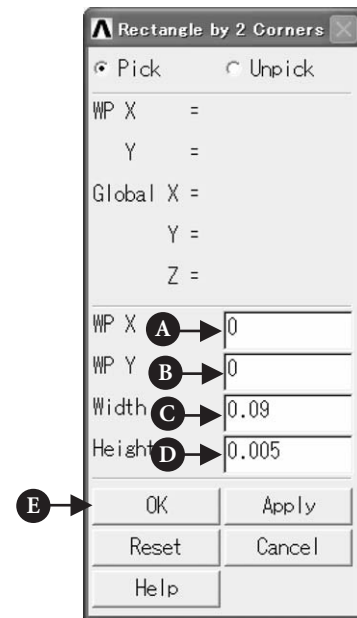 Rectangle by 2 Corners
Pick Unpick
WP X =
Y =
Global X =
Y =
Z =
WP X A 0
WP Y B 0
Width C 0.09
Height D 0.005
E OK Apply
Reset Cancel
Help